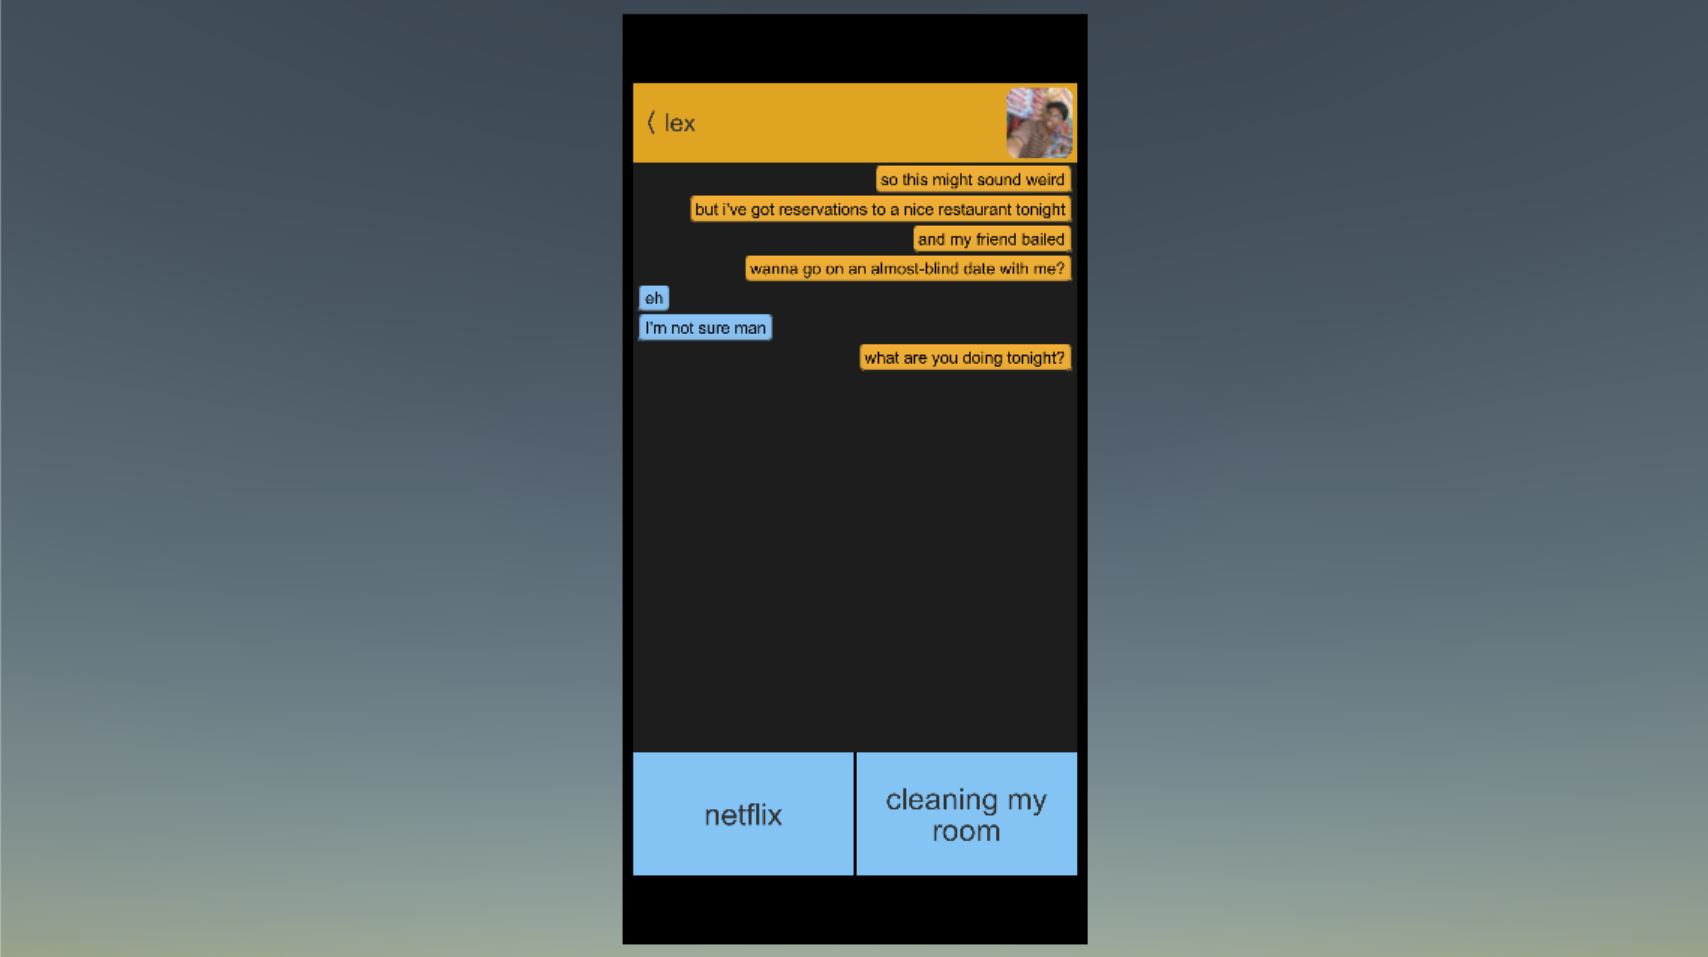 〈 lex
so this might sound weird
but i've got reservations to a nice restaurant tonight
and my friend bailed
wanna go on an almost-blind date with me?
eh
I'm not sure man
what are you doing tonight?
netflix
cleaning my
room